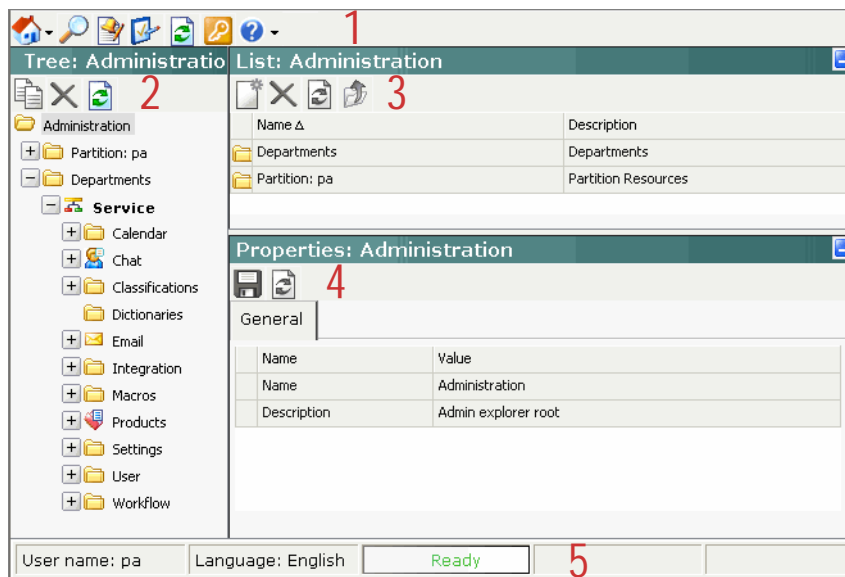 1
Tree: Administratio
2
Administration
Partition: pa
Departments
Service
Calendar
Chat
Classifications
Dictionaries
Email
Integration
Macros
Products
Settings
User
Workflow
List: Administration
3
Name Description
Departments Departments
Partition: pa Partition Resources
Properties: Administration
4
General
Name Value
Name Administration
Description Admin explorer root
User name: pa Language: English Ready 5